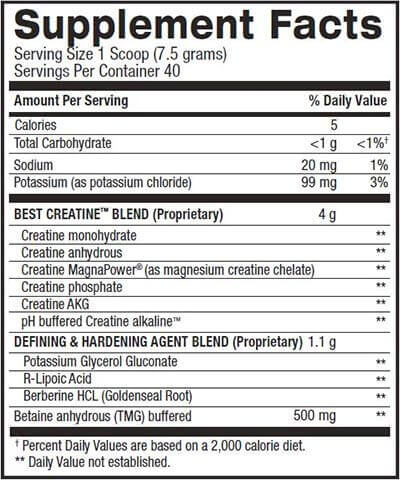 Supplement Facts
Serving Size 1 Scoop (7.5 grams)
Servings Per Container 40
Amount Per Serving % Daily Value
Calories 5
Total Carbohydrate <1 g <1%†
Sodium 20 mg 1%
Potassium (as potassium chloride) 99 mg 3%
BEST CREATINE™ BLEND (Proprietary) 4 g
Creatine monohydrate **
Creatine anhydrous **
Creatine MagnaPower® (as magnesium creatine chelate) **
Creatine phosphate **
Creatine AKG **
pH buffered Creatine alkaline™ **
DEFINING & HARDENING AGENT BLEND (Proprietary) 1.1 g
Potassium Glycerol Gluconate **
R-Lipoic Acid **
Berberine HCL (Goldenseal Root) **
Betaine anhydrous (TMG) buffered 500 mg **
† Percent Daily Values are based on a 2,000 calorie diet.
** Daily Value not established.